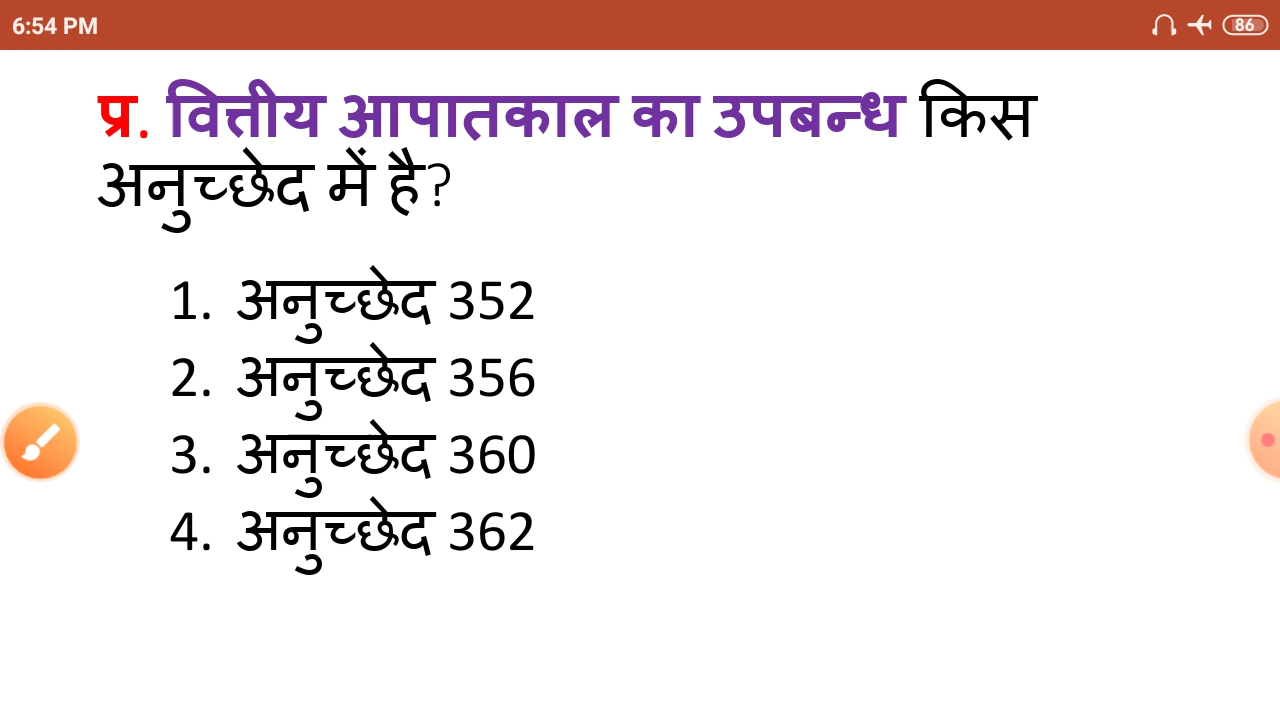 6:54 PM
86
प्र. वित्तीय आपातकाल का उपबन्ध किस
अनुच्छेद में है?
1. अनुच्छेद 352
2. अनुच्छेद 356
3. अनुच्छेद 360
4. अनुच्छेद 362